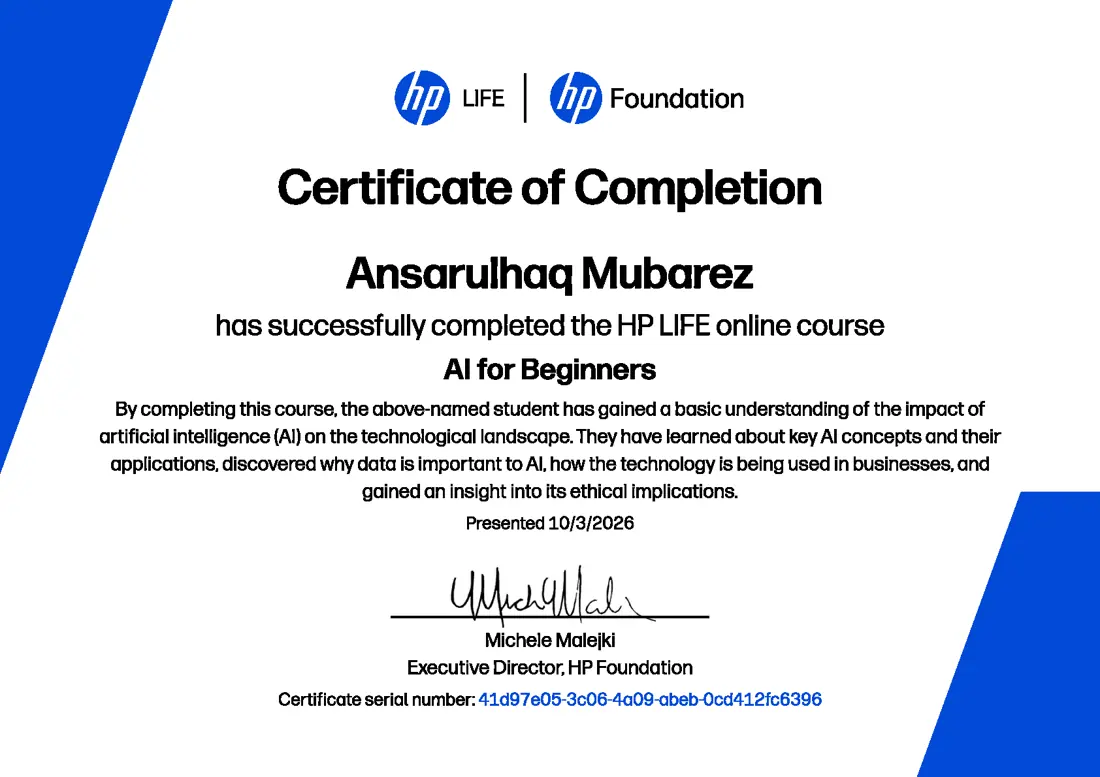 hp LIFE | hp Foundation
Certificate of Completion
Ansarulhaq Mubarez
has successfully completed the HP LIFE online course
AI for Beginners
By completing this course, the above-named student has gained a basic understanding of the impact of
artificial intelligence (AI) on the technological landscape. They have learned about key AI concepts and their
applications, discovered why data is important to AI, how the technology is being used in businesses, and
gained an insight into its ethical implications.
Presented 10/3/2026
Michele Malejki
Executive Director, HP Foundation
Certificate serial number: 41d97e05-3c06-4a09-abeb-0cd412fc6396